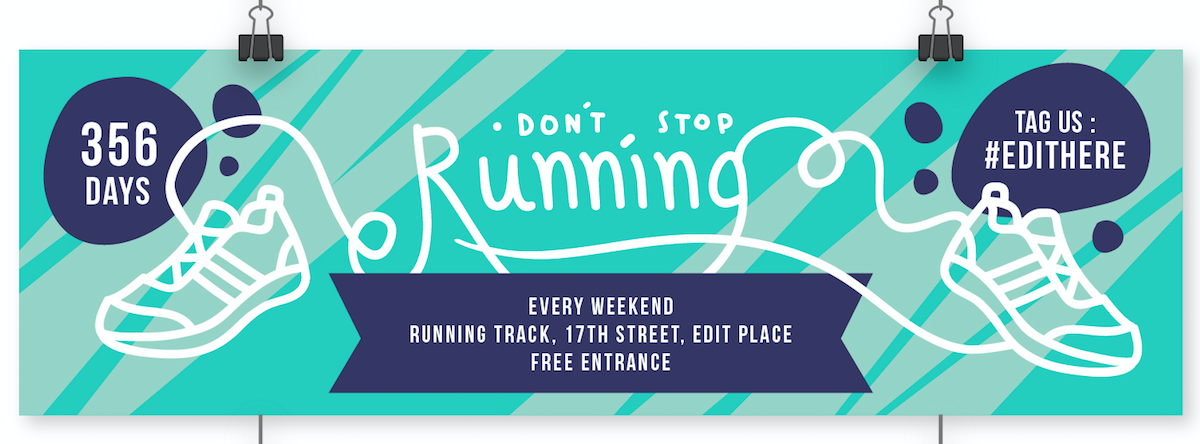 356
DAYS
DON'T STOP
Running
TAG US :
#EDITHERE
EVERY WEEKEND
RUNNING TRACK, 17TH STREET, EDIT PLACE
FREE ENTRANCE